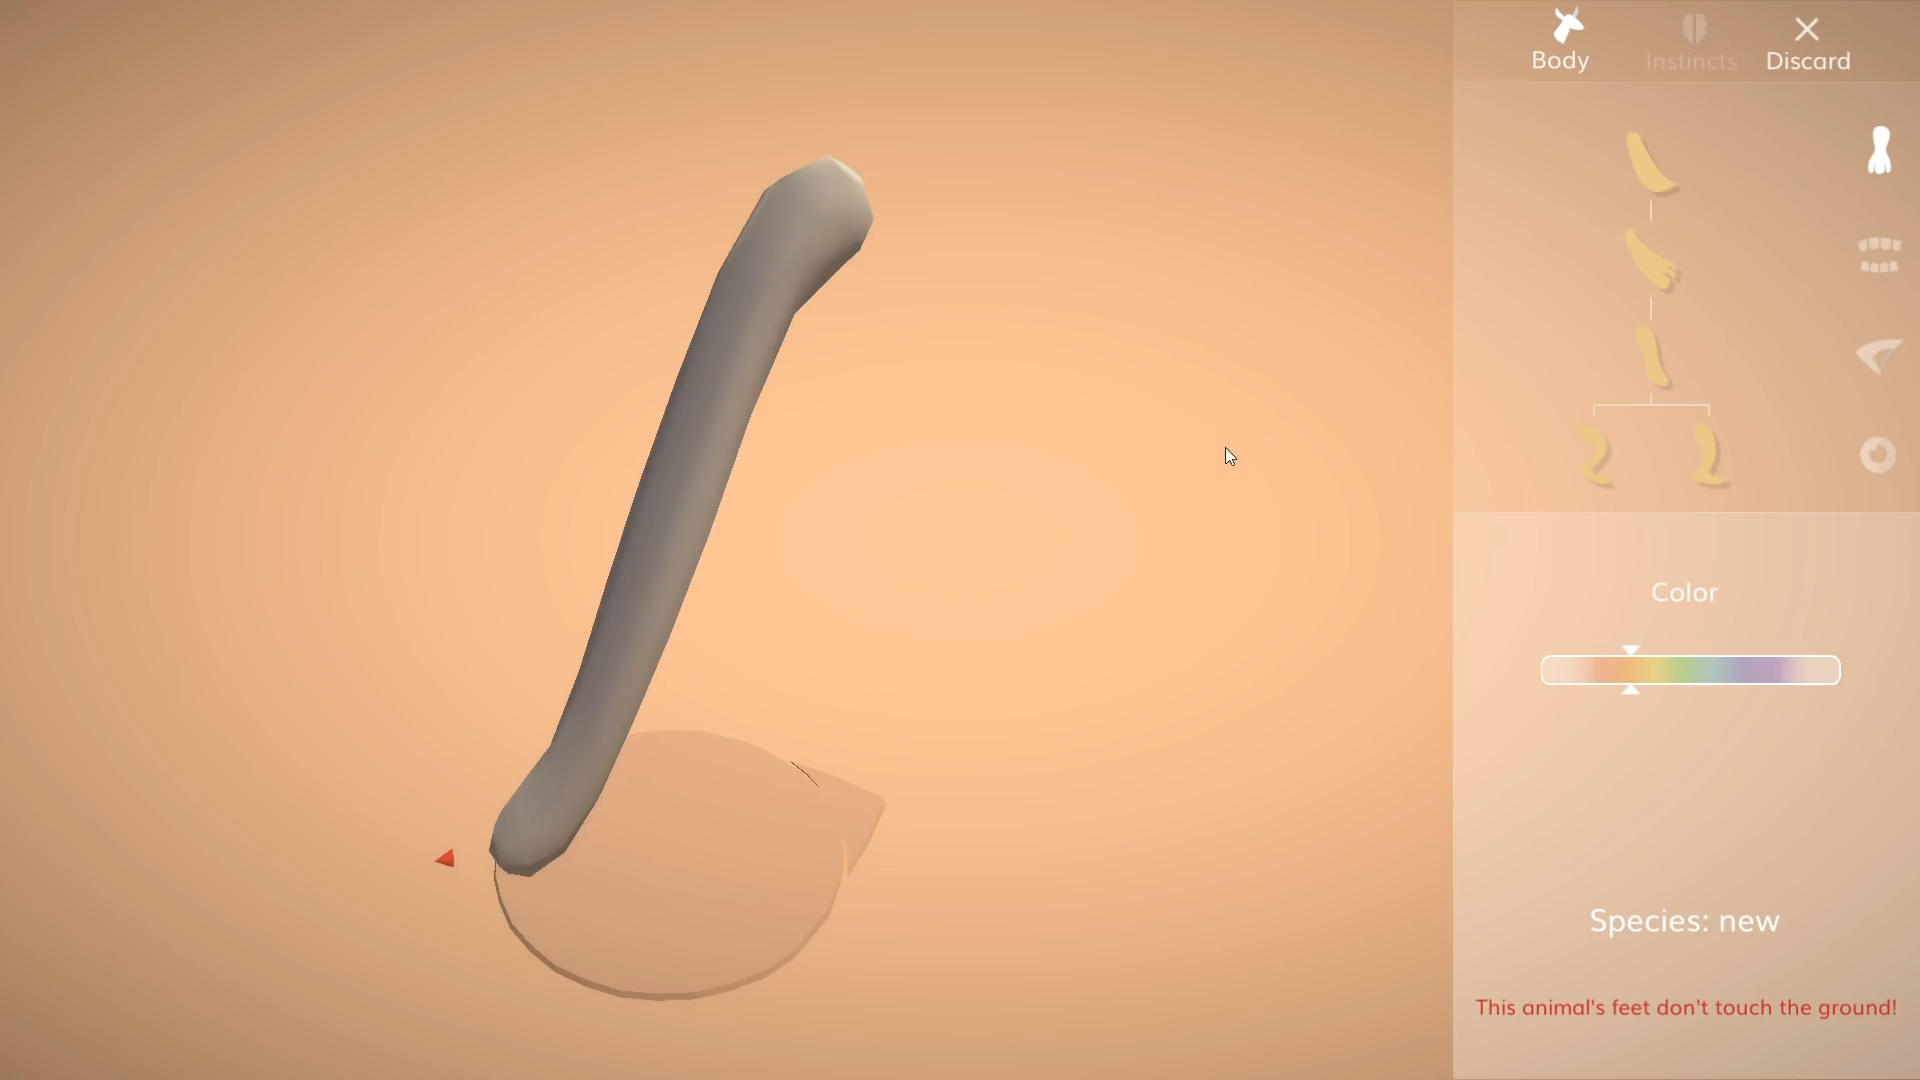 Body
Instincts
Discard
Color
Species: new
This animal's feet don't touch the ground!